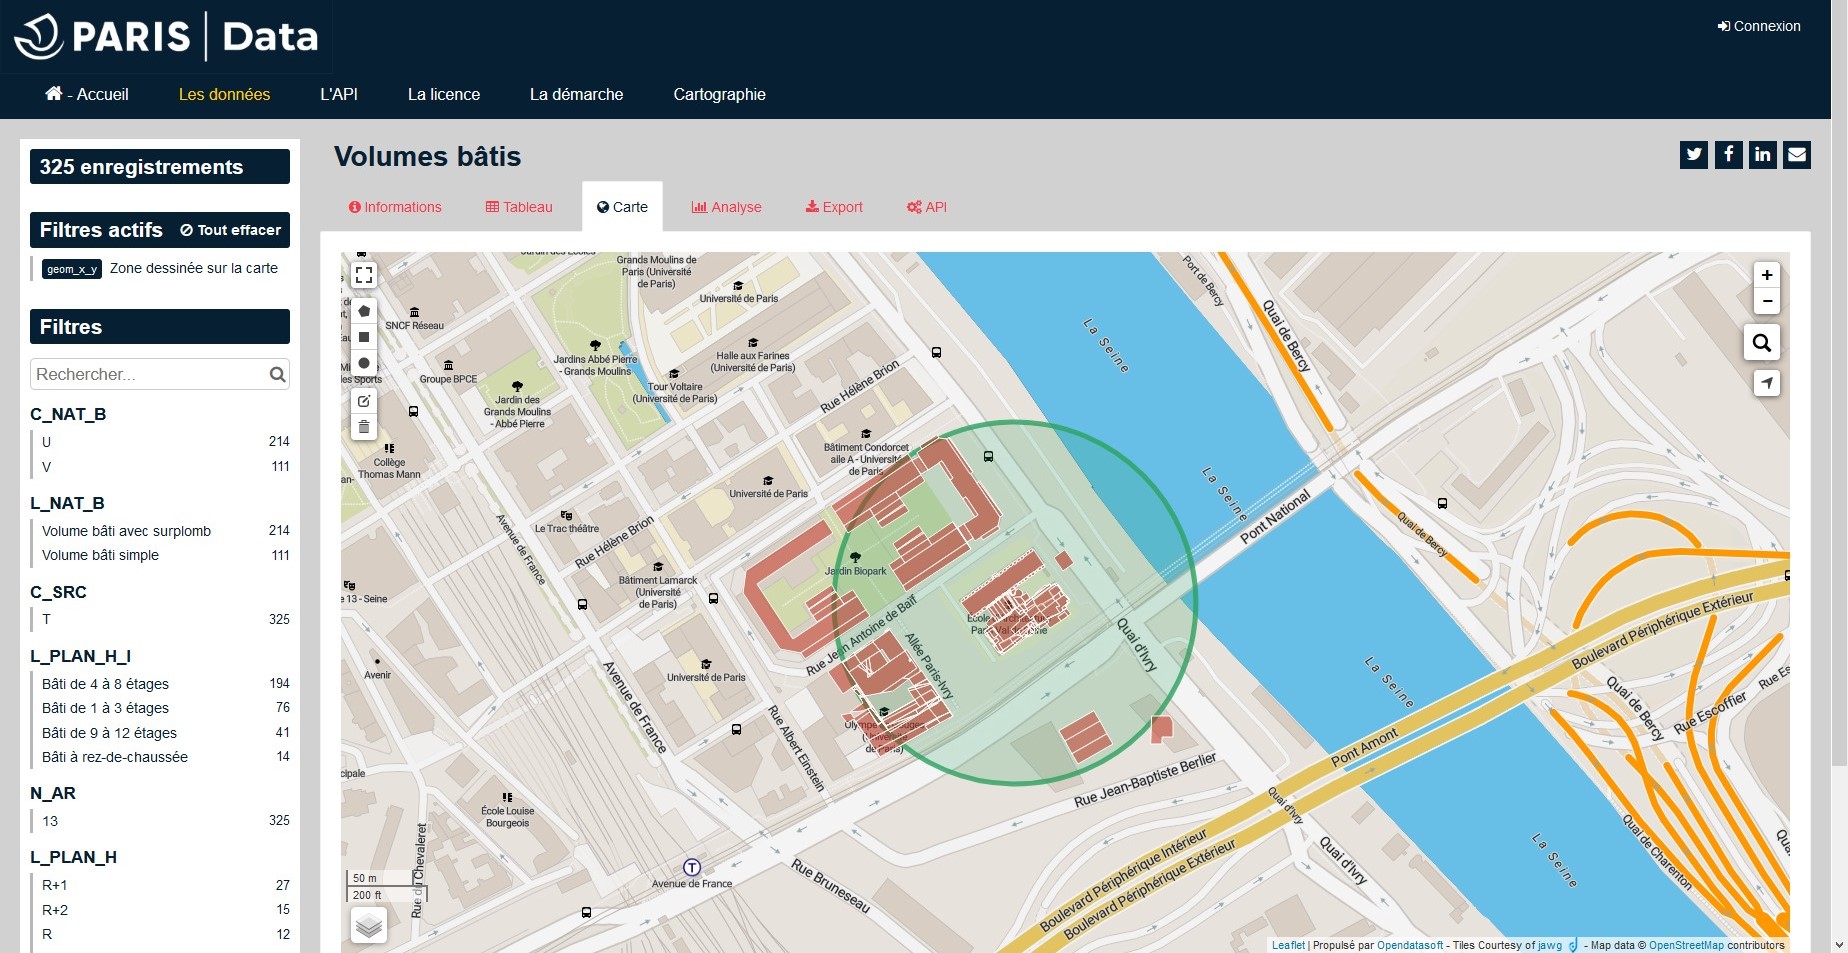 PARIS | Data
Connexion
- Accueil
Les données
L'API
La licence
La démarche
Cartographie
325 enregistrements
Filtres actifs
Tout effacer
geom_x_y Zone dessinée sur la carte
Filtres
Rechercher...
C_NAT_B
U 214
V 111
L_NAT_B
Volume bâti avec surplomb 214
Volume bâti simple 111
C_SRC
T 325
L_PLAN_H_I
Bâti de 4 à 8 étages 194
Bâti de 1 à 3 étages 76
Bâti de 9 à 12 étages 41
Bâti à rez-de-chaussée 14
N_AR
13 325
L_PLAN_H
R+1 27
R+2 15
R 12
Volumes bâtis
Informations
Tableau
Carte
Analyse
Export
API
Grands Moulins de
Paris (Université
de Paris)
Université de Paris
SNCF Réseau
Jardins Abbé Pierre
- Grands Moulins
Halle aux Farines
(Université de Paris)
Groupe BPCE
les Sports
Tour Voltaire
(Université de Paris)
Jardin des
Grands Moulins
- Abbé Pierre
Rue Hélène Brion
Bâtiment Condorcet
aile A - Université
de Paris
Collège
Thomas Mann
Université de Paris
Le Trac théâtre
Rue Hélène Brion
Avenue de France
Jardin Biopark
Bâtiment Lamarck
(Université
de Paris)
e 13 - Seine
Rue Jean Antoine de Baïf
Allée Paris-Ivry
Université de Paris
Avenir
Avenue de France
Rue Albert Einstein
de Paris)
cipale
École Louise
Bourgeois
Rue du Chevaleret
Avenue de France
Rue Bruneseau
Port de Bercy
Quai de Bercy
La Seine
La Seine
Pont National
Quai de Bercy
Quai d'Ivry
La Seine
Boulevard Périphérique Extérieur
Quai de Bercy
Rue Escoffier
Rue Es
Pont Amont
Rue Jean-Baptiste Berlier
Quai d'Ivry
Quai d'Ivry
Boulevard Périphérique Intérieur
Boulevard Périphérique Extérieur
La Seine
Quai de Charenton
Qua
50 m
200 ft
+
−
Leaflet | Propulsé par Opendatasoft - Tiles Courtesy of jawg - Map data © OpenStreetMap contributors